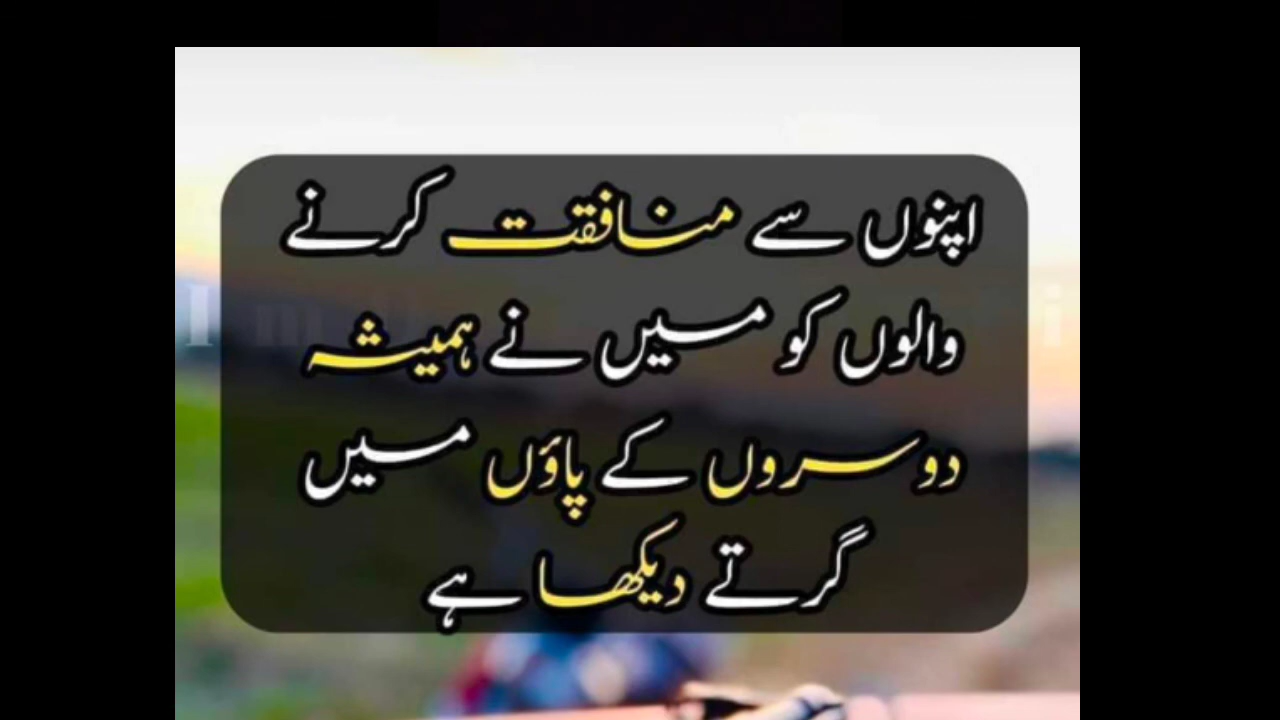 اپنوں سے منافقت کرنے
والوں کو میں نے ہمیشہ
دوسروں کے پاؤں میں
گرتے دیکھا ہے